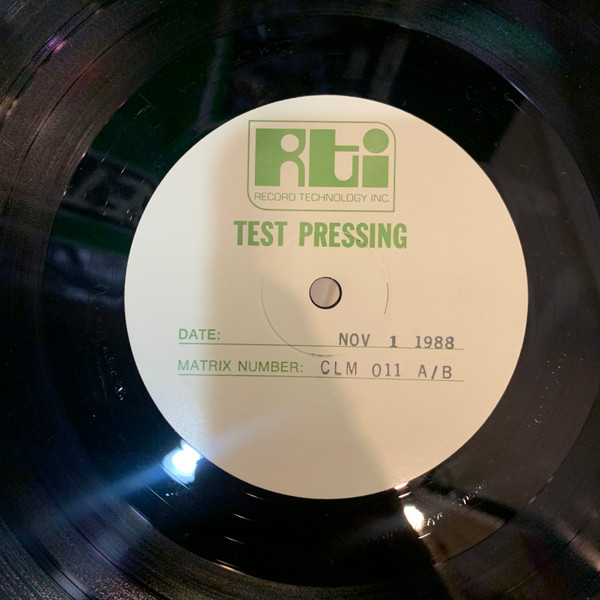 Rti
RECORD TECHNOLOGY INC.
TEST PRESSING
DATE: NOV 1 1988
MATRIX NUMBER: CLM 011 A/B